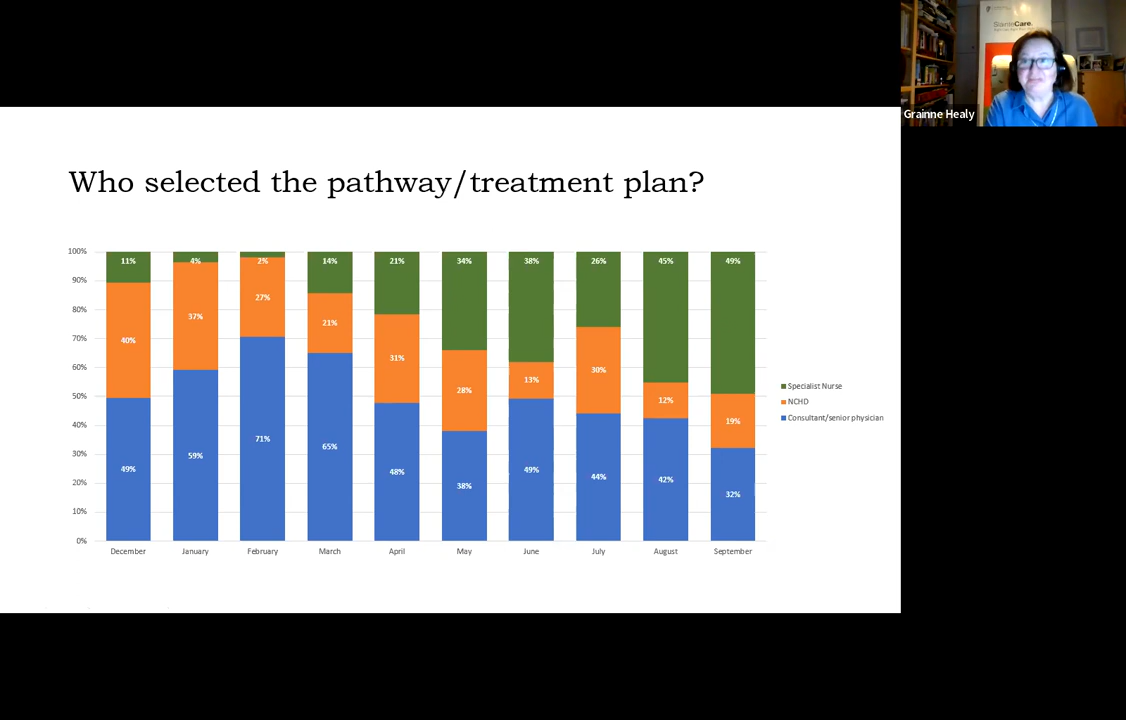 SlainteCare.
Grainne Healy
Who selected the pathway/treatment plan?
100%
90%
80%
70%
60%
50%
40%
30%
20%
10%
0%
11% 4% 2% 14% 21% 34% 38% 26% 45% 49%
40% 37% 27% 21% 31% 28% 13% 30% 12% 19%
49% 59% 71% 65% 48% 38% 49% 44% 42% 32%
December January February March April May June July August September
Specialist Nurse
NCHD
Consultant/senior physician